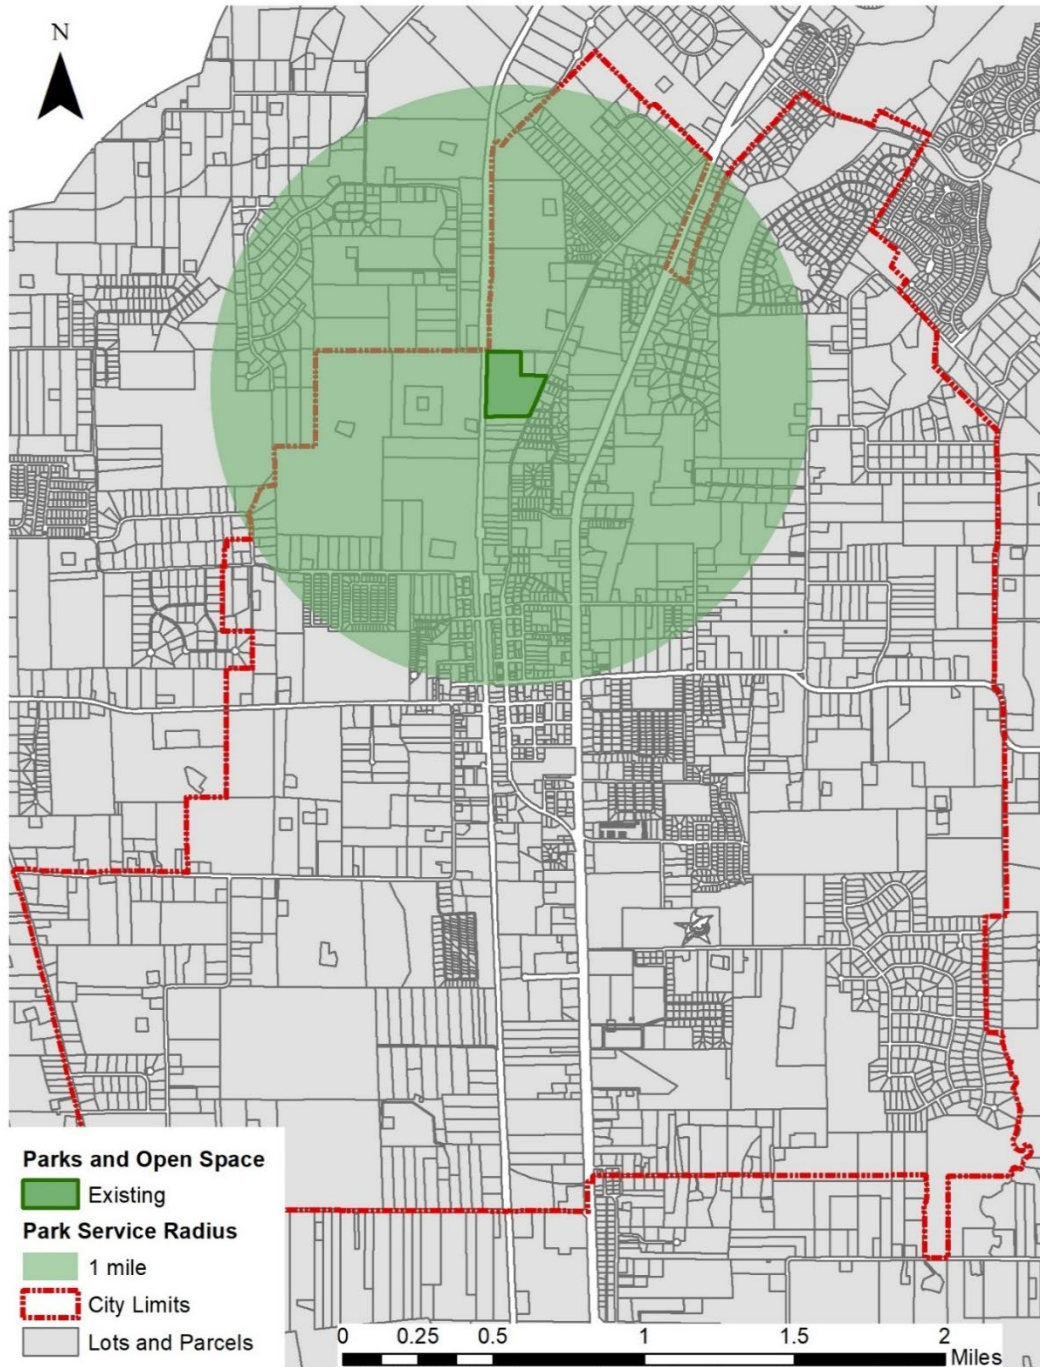 N
Parks and Open Space
Existing
Park Service Radius
1 mile
City Limits
Lots and Parcels
0 0.25 0.5 1 1.5 2
Miles